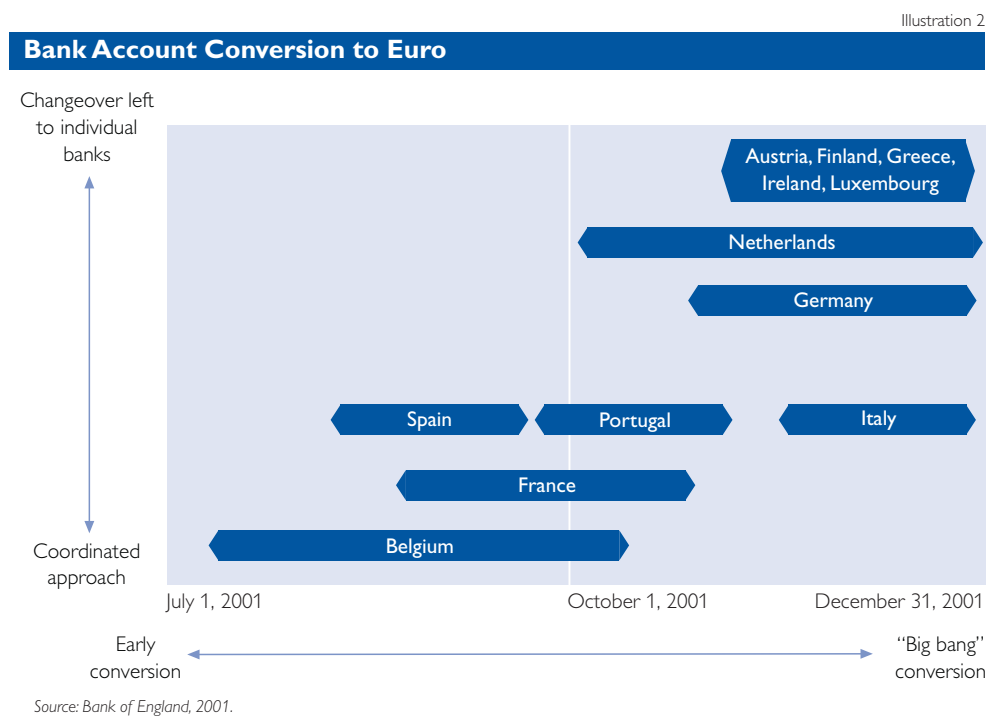 Illustration 2
Bank Account Conversion to Euro
Changeover left
to individual
banks
Austria, Finland, Greece,
Ireland, Luxembourg
Netherlands
Germany
Spain
Portugal
Italy
France
Belgium
Coordinated
approach
July 1, 2001
October 1, 2001
December 31, 2001
Early
conversion
“Big bang”
conversion
Source: Bank of England, 2001.